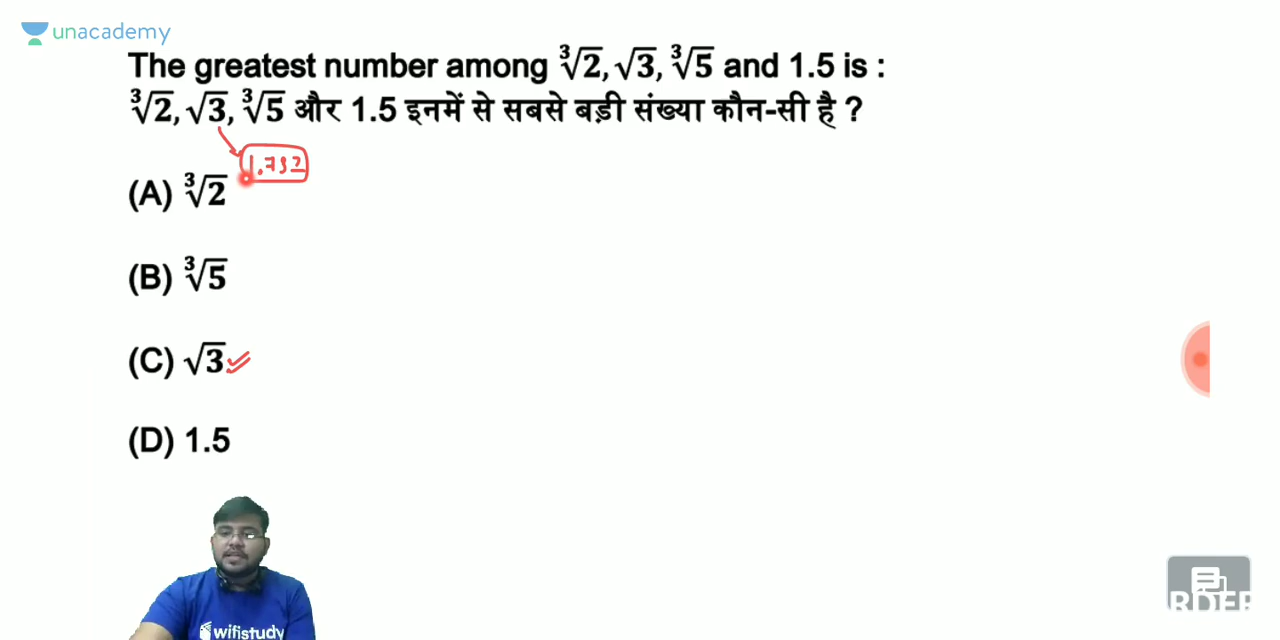 unacademy
The greatest number among ∛2, √3, ∛5 and 1.5 is :
∛2, √3, ∛5 और 1.5 इनमें से सबसे बड़ी संख्या कौन-सी है ?
1.732
(A) ∛2
(B) ∛5
(C) √3
(D) 1.5
wifistudy